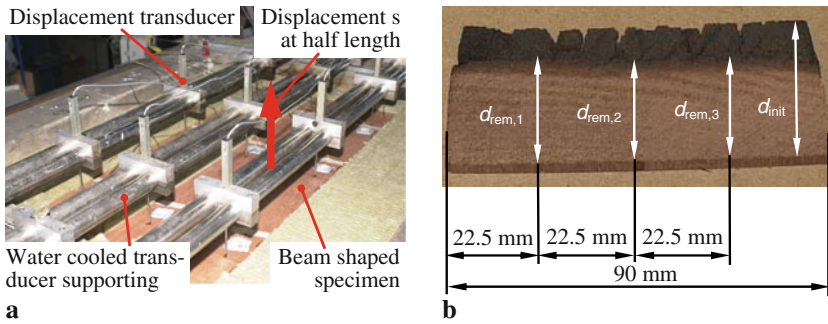 Displacement transducer
Displacement s
at half length
Water cooled trans-
ducer supporting
Beam shaped
specimen
a
d_rem,1
d_rem,2
d_rem,3
d_init
22.5 mm
22.5 mm
22.5 mm
90 mm
b